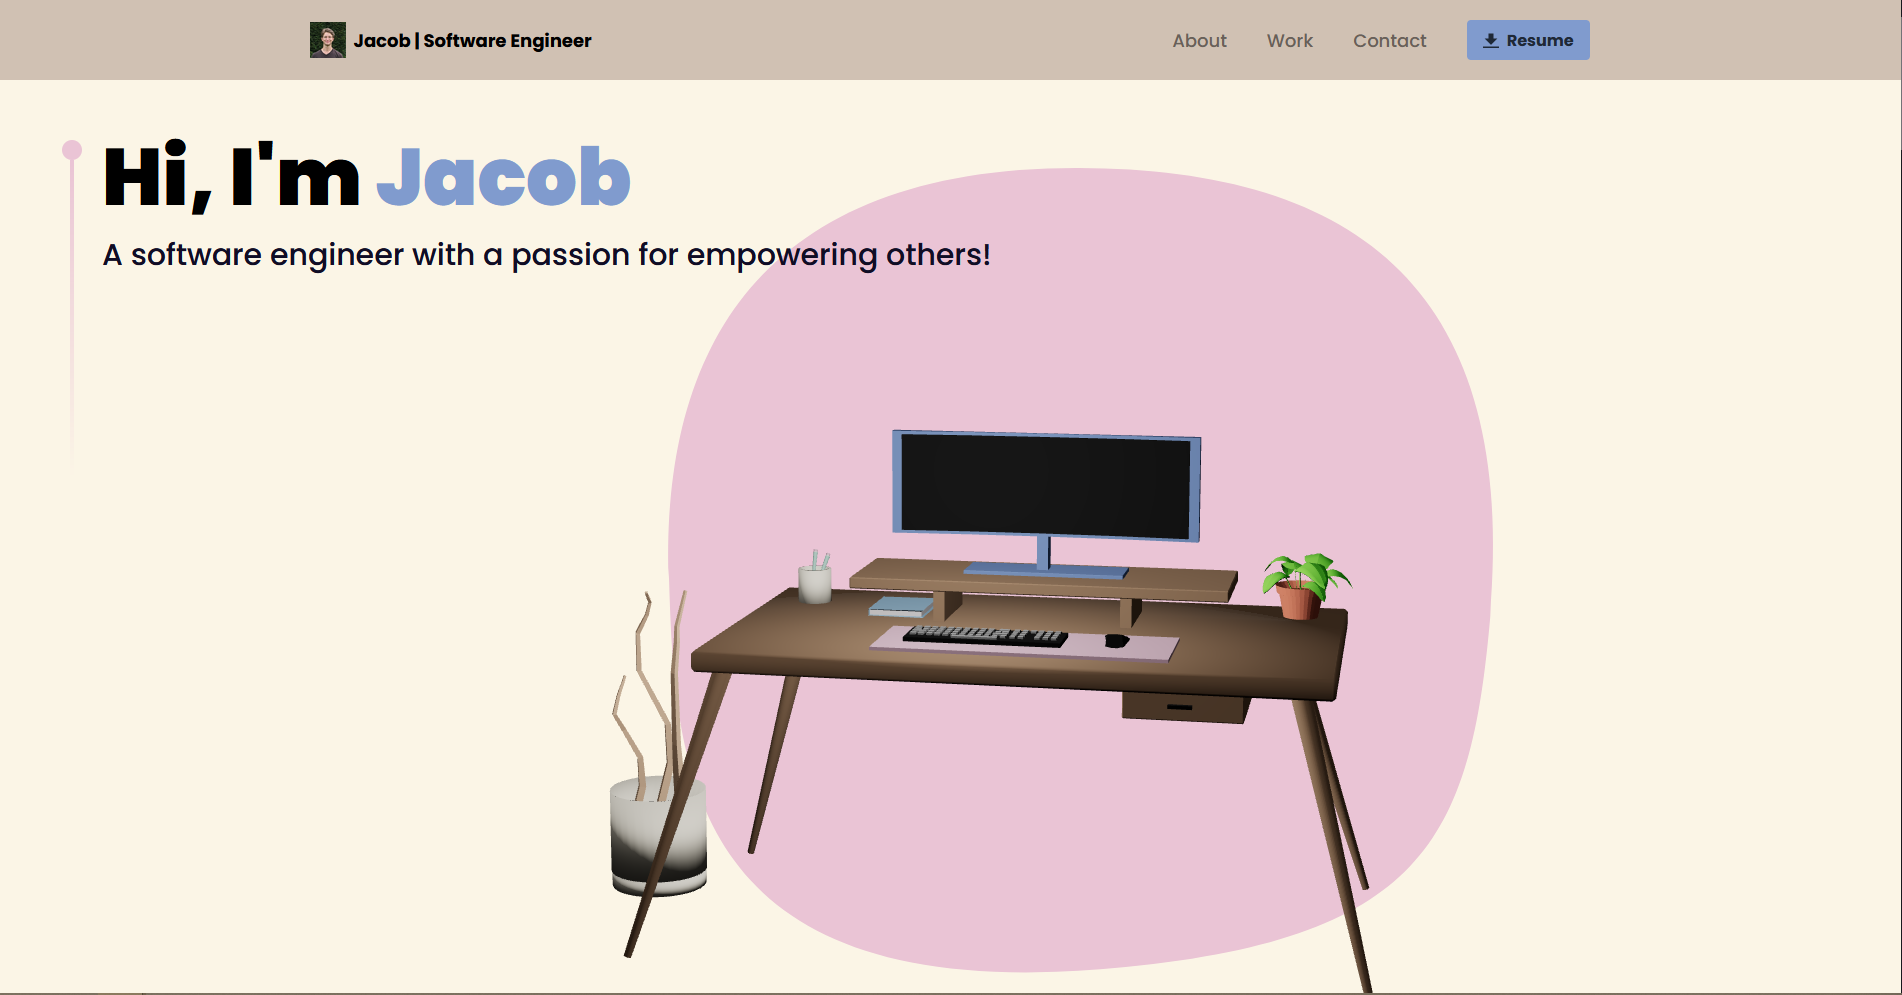 Jacob | Software Engineer
About
Work
Contact
Resume
Hi, I'm Jacob
A software engineer with a passion for empowering others!